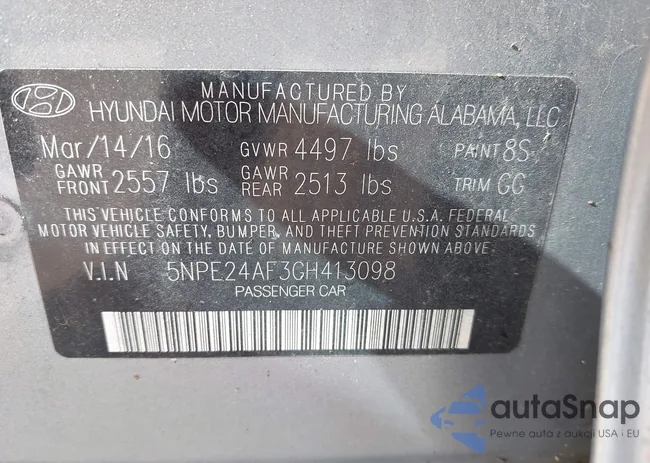 MANUFACTURED BY
HYUNDAI MOTOR MANUFACTURING ALABAMA, LLC
Mar/14/16 GVWR 4497 lbs PAINT 8S
GAWR FRONT 2557 lbs GAWR REAR 2513 lbs TRIM GG
THIS VEHICLE CONFORMS TO ALL APPLICABLE U.S.A. FEDERAL
MOTOR VEHICLE SAFETY, BUMPER, AND THEFT PREVENTION STANDARDS
IN EFFECT ON THE DATE OF MANUFACTURE SHOWN ABOVE.
V.I.N 5NPE24AF3GH413098
PASSENGER CAR
autoSnap
Pewne auta z aukcji USA i EU